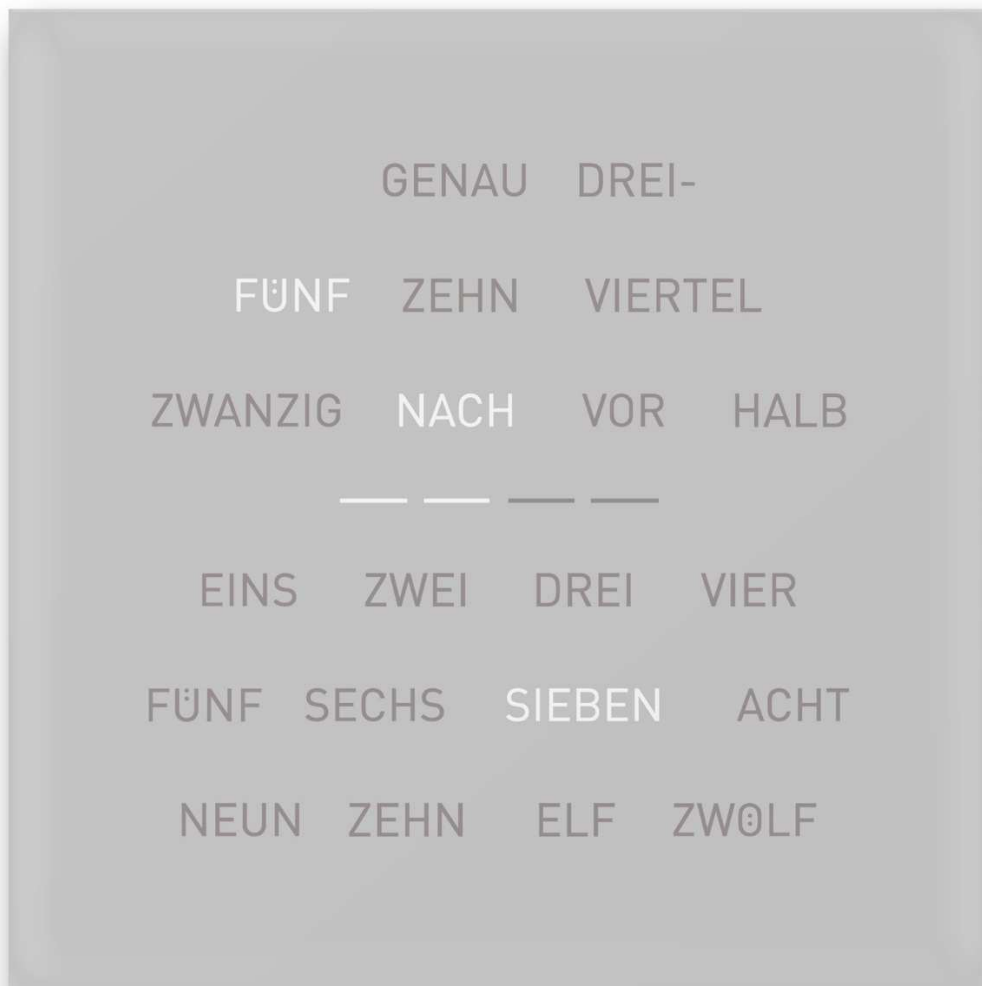 GENAU DREI-
FÜNF ZEHN VIERTEL
ZWANZIG NACH VOR HALB
EINS ZWEI DREI VIER
FÜNF SECHS SIEBEN ACHT
NEUN ZEHN ELF ZWÖLF